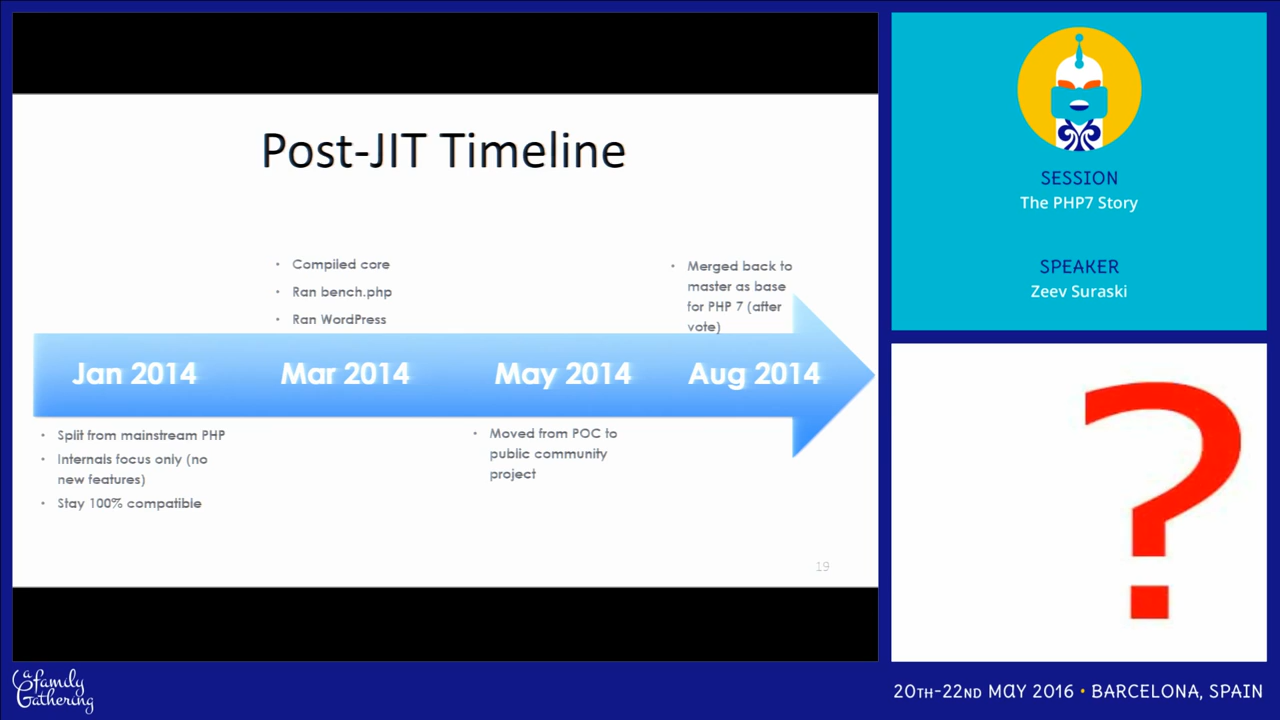 Post-JIT Timeline
• Compiled core
• Ran bench.php
• Ran WordPress
• Merged back to
master as base
for PHP 7 (after
vote)
Jan 2014
Mar 2014
May 2014
Aug 2014
• Split from mainstream PHP
• Internals focus only (no
new features)
• Stay 100% compatible
• Moved from POC to
public community
project
19
SESSION
The PHP7 Story
SPEAKER
Zeev Suraski
?
a family
Gathering
20TH-22ND MAY 2016 • BARCELONA, SPAIN